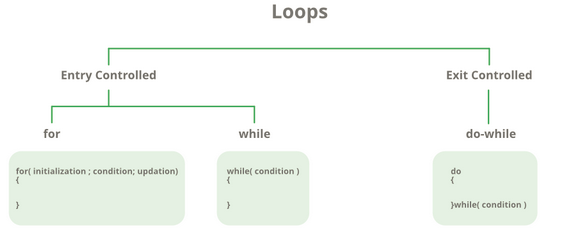 Loops
Entry Controlled
Exit Controlled
for
while
do-while
for( initialization ; condition; updation)
{
}
while( condition )
{
}
do
{
}while( condition )